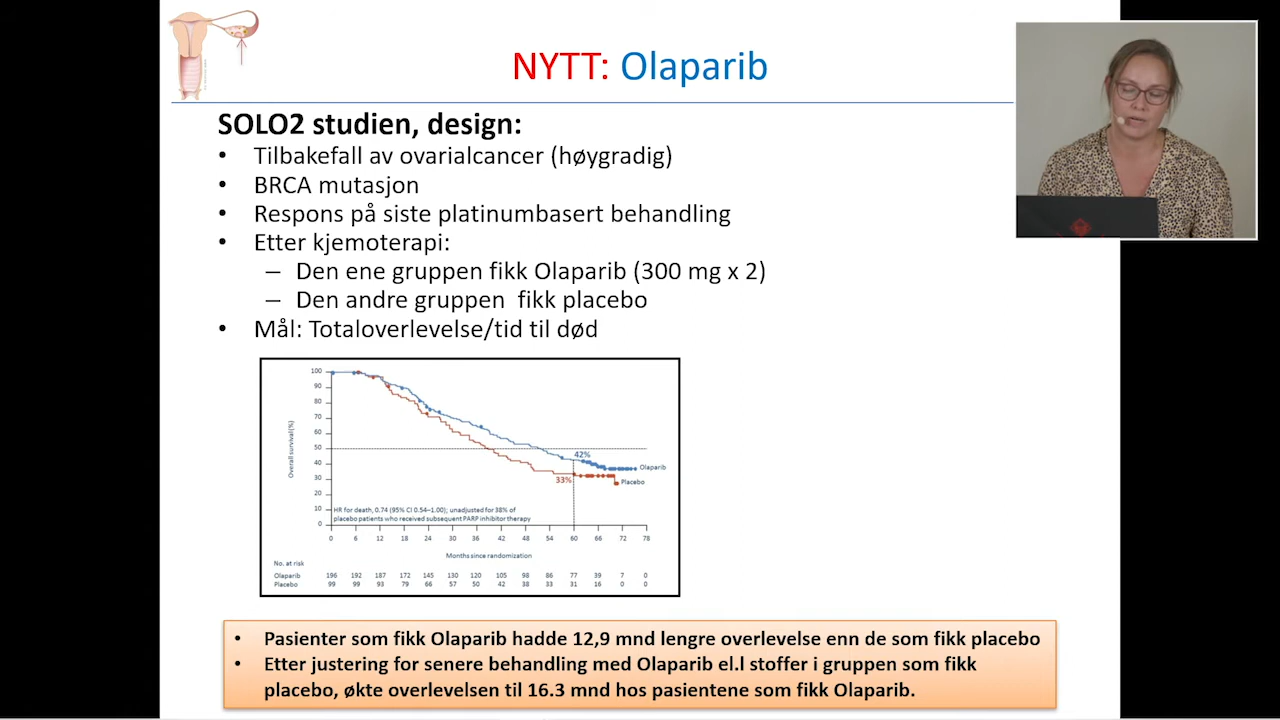 NYTT: Olaparib
SOLO2 studien, design:
• Tilbakefall av ovarialcancer (høygradig)
• BRCA mutasjon
• Respons på siste platinumbasert behandling
• Etter kjemoterapi:
– Den ene gruppen fikk Olaparib (300 mg x 2)
– Den andre gruppen fikk placebo
• Mål: Totaloverlevelse/tid til død
100
90
80
70
60
50
40
30
20
10
0
Overall survival (%)
42%
33%
Olaparib
Placebo
HR for death, 0.74 (95% CI 0.54–1.00); unadjusted for 38% of
placebo patients who received subsequent PARP inhibitor therapy
0 6 12 18 24 30 36 42 48 54 60 66 72 78
Months since randomization
No. at risk
Olaparib 196 192 187 172 145 130 120 105 98 86 77 39 7 0
Placebo 99 99 93 79 66 57 50 42 38 33 31 16 0 0
• Pasienter som fikk Olaparib hadde 12,9 mnd lengre overlevelse enn de som fikk placebo
• Etter justering for senere behandling med Olaparib el.l stoffer i gruppen som fikk
placebo, økte overlevelsen til 16.3 mnd hos pasientene som fikk Olaparib.